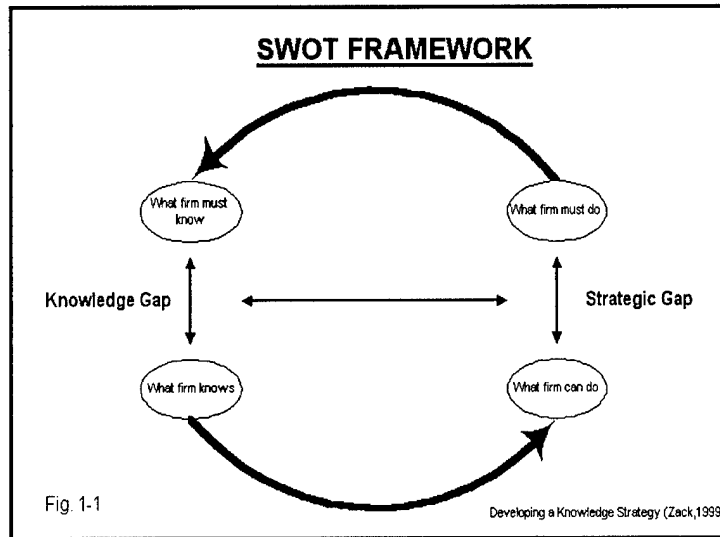 SWOT FRAMEWORK
What firm must
know
What firm must do
Knowledge Gap
Strategic Gap
What firm knows
What firm can do
Fig. 1-1
Developing a Knowledge Strategy (Zack,1999